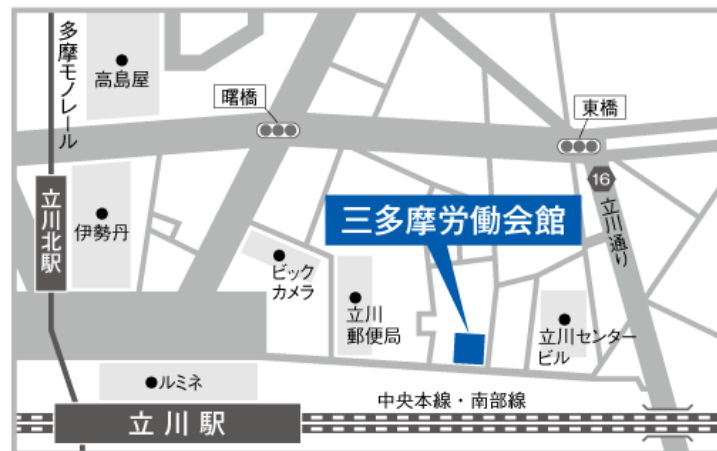 多摩モノレール
高島屋
曙橋
東橋
16
立川通り
立川北駅
伊勢丹
三多摩労働会館
ビック
カメラ
立川
郵便局
立川センター
ビル
ルミネ
中央本線・南部線
立川駅